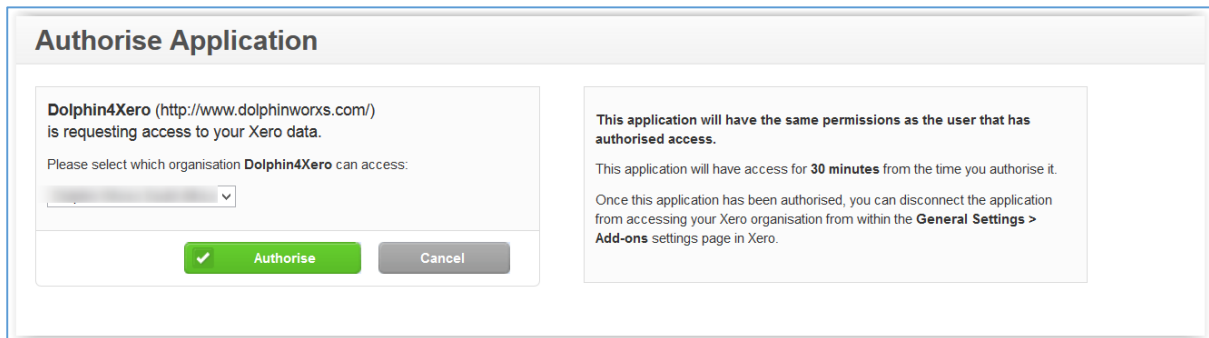 Authorise Application
Dolphin4Xero (http://www.dolphinworxs.com/)
is requesting access to your Xero data.
Please select which organisation Dolphin4Xero can access:
Authorise
Cancel
This application will have the same permissions as the user that has
authorised access.
This application will have access for 30 minutes from the time you authorise it.
Once this application has been authorised, you can disconnect the application
from accessing your Xero organisation from within the General Settings >
Add-ons settings page in Xero.